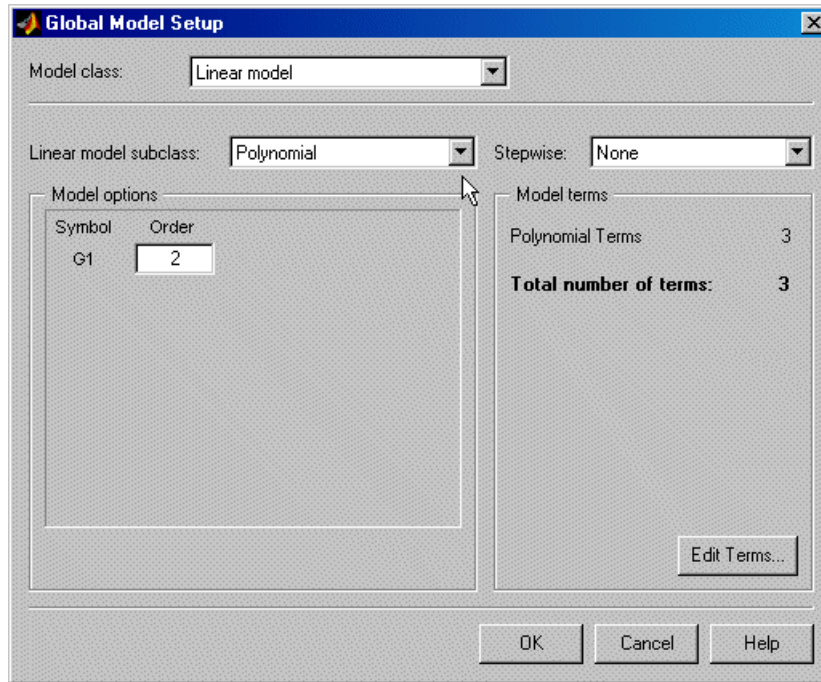 Global Model Setup
Model class: Linear model
Linear model subclass: Polynomial Stepwise: None
Model options
Symbol Order
G1 2
Model terms
Polynomial Terms 3
Total number of terms: 3
Edit Terms...
OK Cancel Help